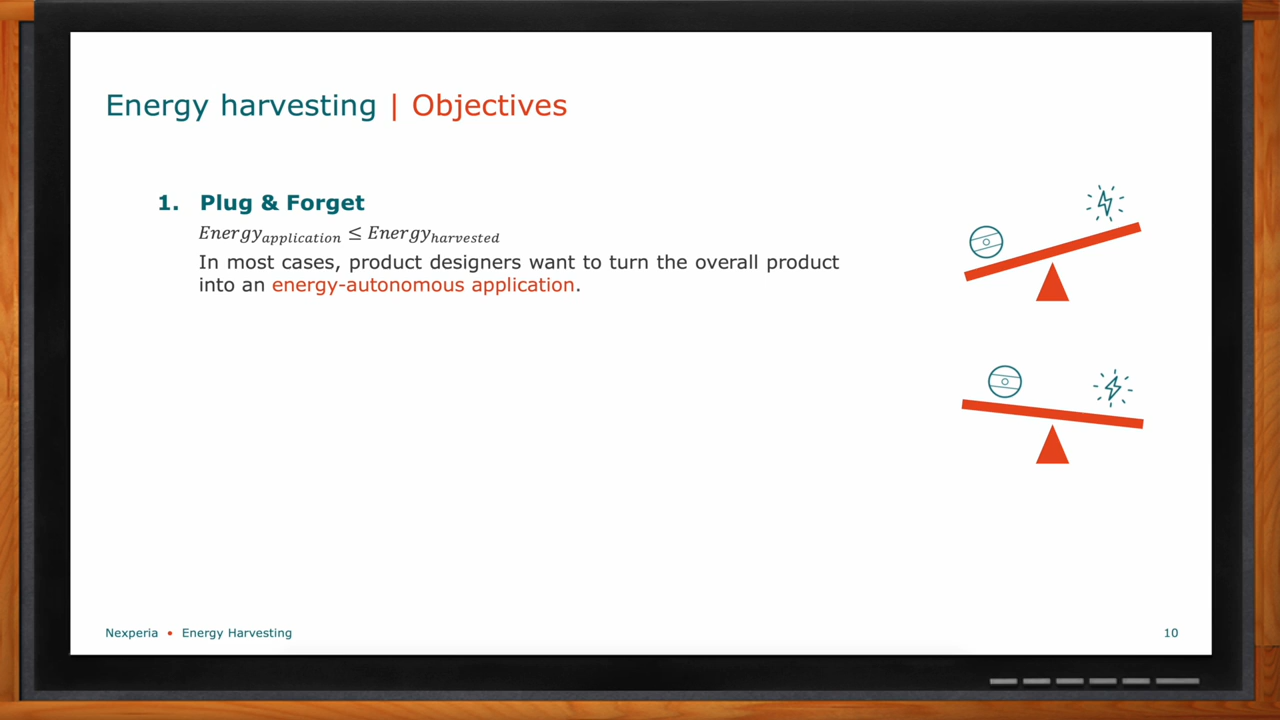 Energy harvesting | Objectives
1. Plug & Forget
Energy_application ≤ Energy_harvested
In most cases, product designers want to turn the overall product
into an energy-autonomous application.
Nexperia • Energy Harvesting
10